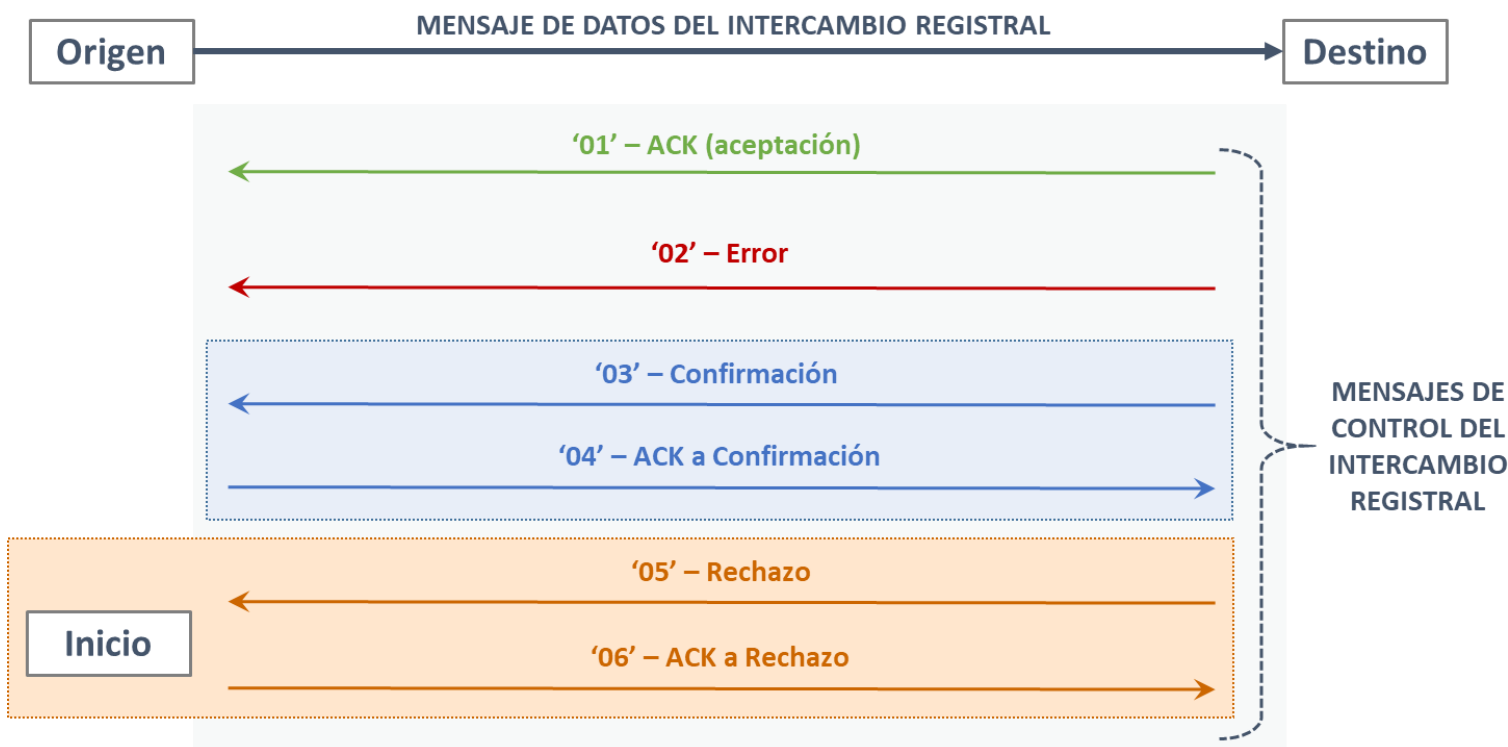 MENSAJE DE DATOS DEL INTERCAMBIO REGISTRAL
Origen
Destino
‘01’ – ACK (aceptación)
‘02’ – Error
‘03’ – Confirmación
‘04’ – ACK a Confirmación
MENSAJES DE
CONTROL DEL
INTERCAMBIO
REGISTRAL
‘05’ – Rechazo
Inicio
‘06’ – ACK a Rechazo